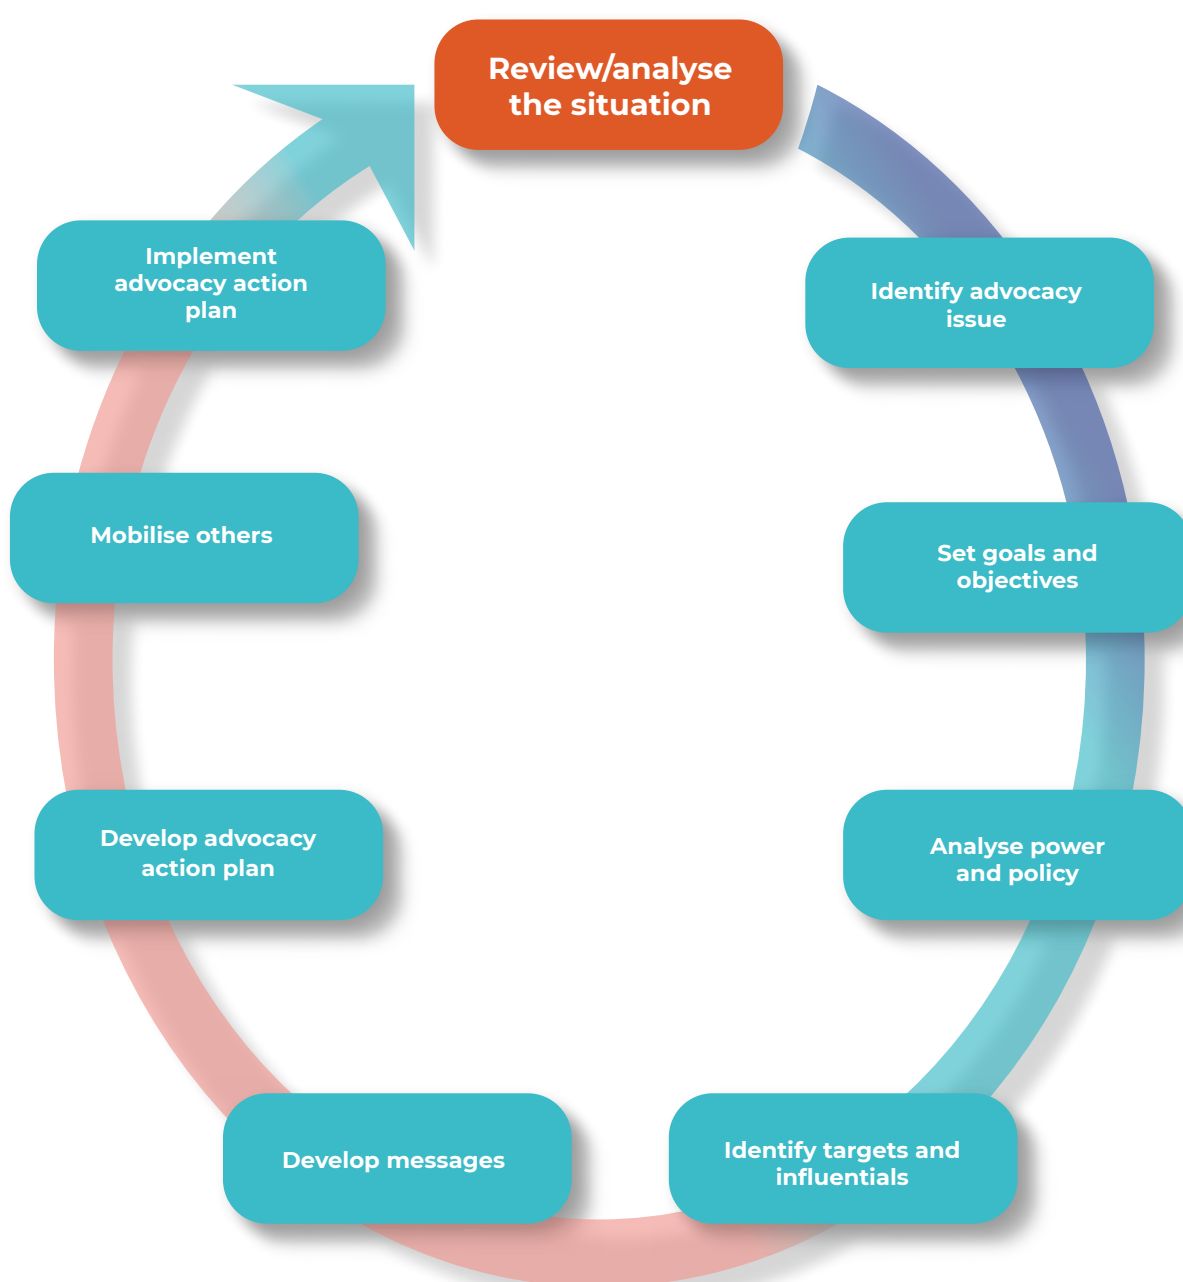 Review/analyse
the situation
Identify advocacy
issue
Set goals and
objectives
Analyse power
and policy
Identify targets and
influentials
Develop messages
Develop advocacy
action plan
Mobilise others
Implement
advocacy action
plan